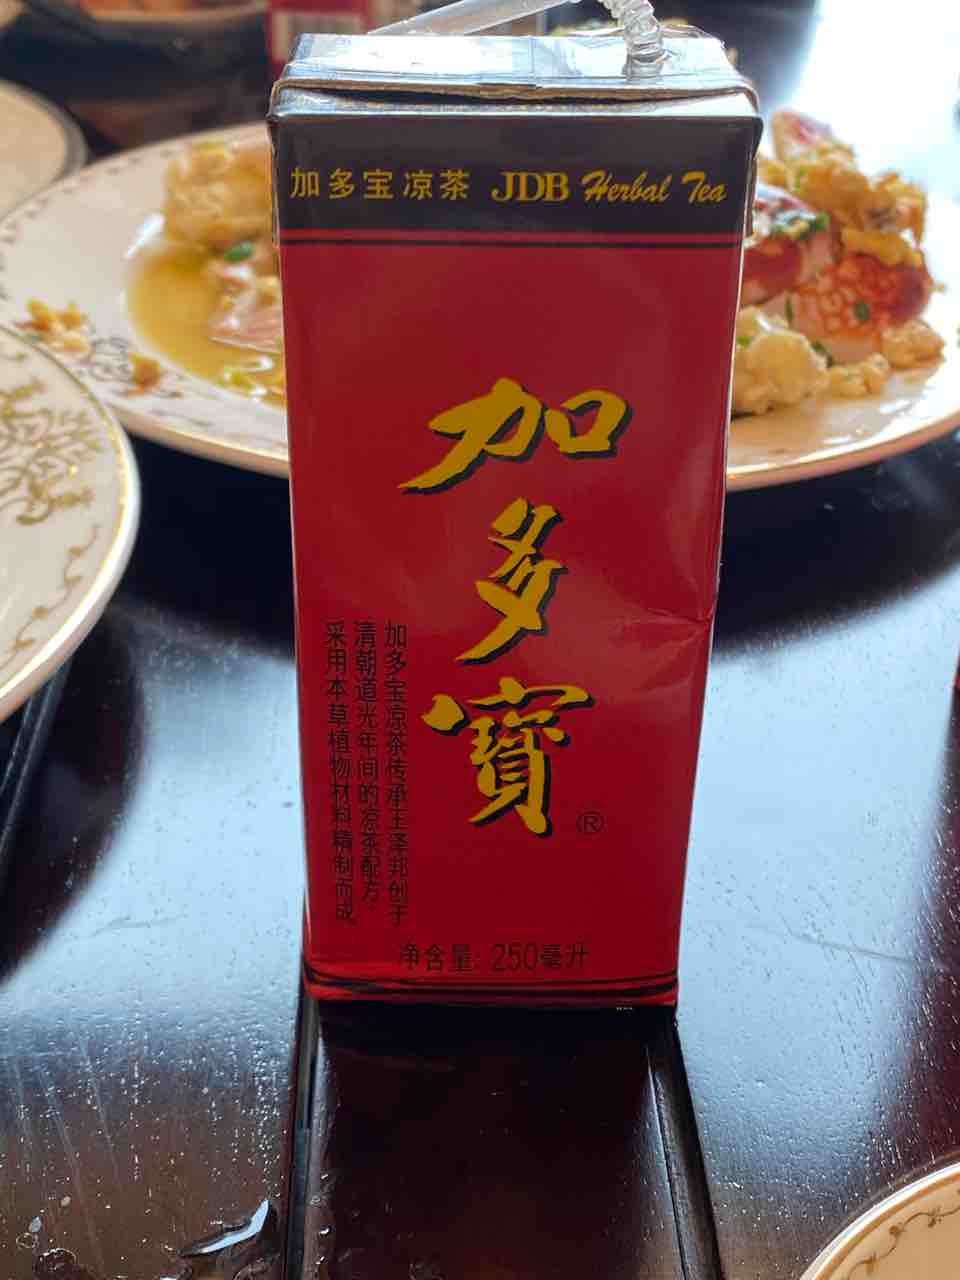 加多宝凉茶 JDB Herbal Tea
加多寶®
加多宝凉茶传承王泽邦创于
清朝道光年间的凉茶配方，
采用本草植物材料精制而成
净含量: 250毫升